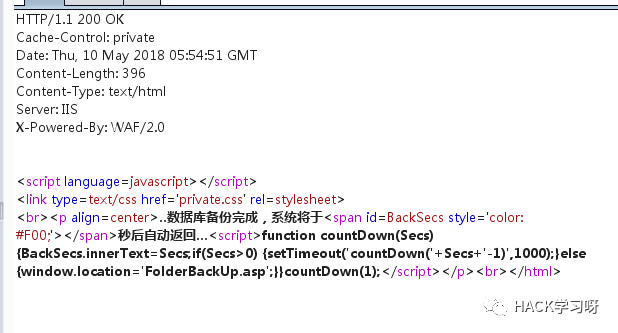 HTTP/1.1 200 OK
Cache-Control: private
Date: Thu, 10 May 2018 05:54:51 GMT
Content-Length: 396
Content-Type: text/html
Server: IIS
X-Powered-By: WAF/2.0
<script language=javascript></script>
<link type=text/css href='private.css' rel=stylesheet>
<br><p align=center>..数据库备份完成，系统将于<span id=BackSecs style='color:
#F00;'></span>秒后自动返回...<script>function countDown(Secs)
{BackSecs.innerText=Secs;if(Secs>0) {setTimeout('countDown('+Secs+'-1)',1000);}else
{window.location='FolderBackUp.asp';}}countDown(1);</script></p><br></html>
HACK学习呀